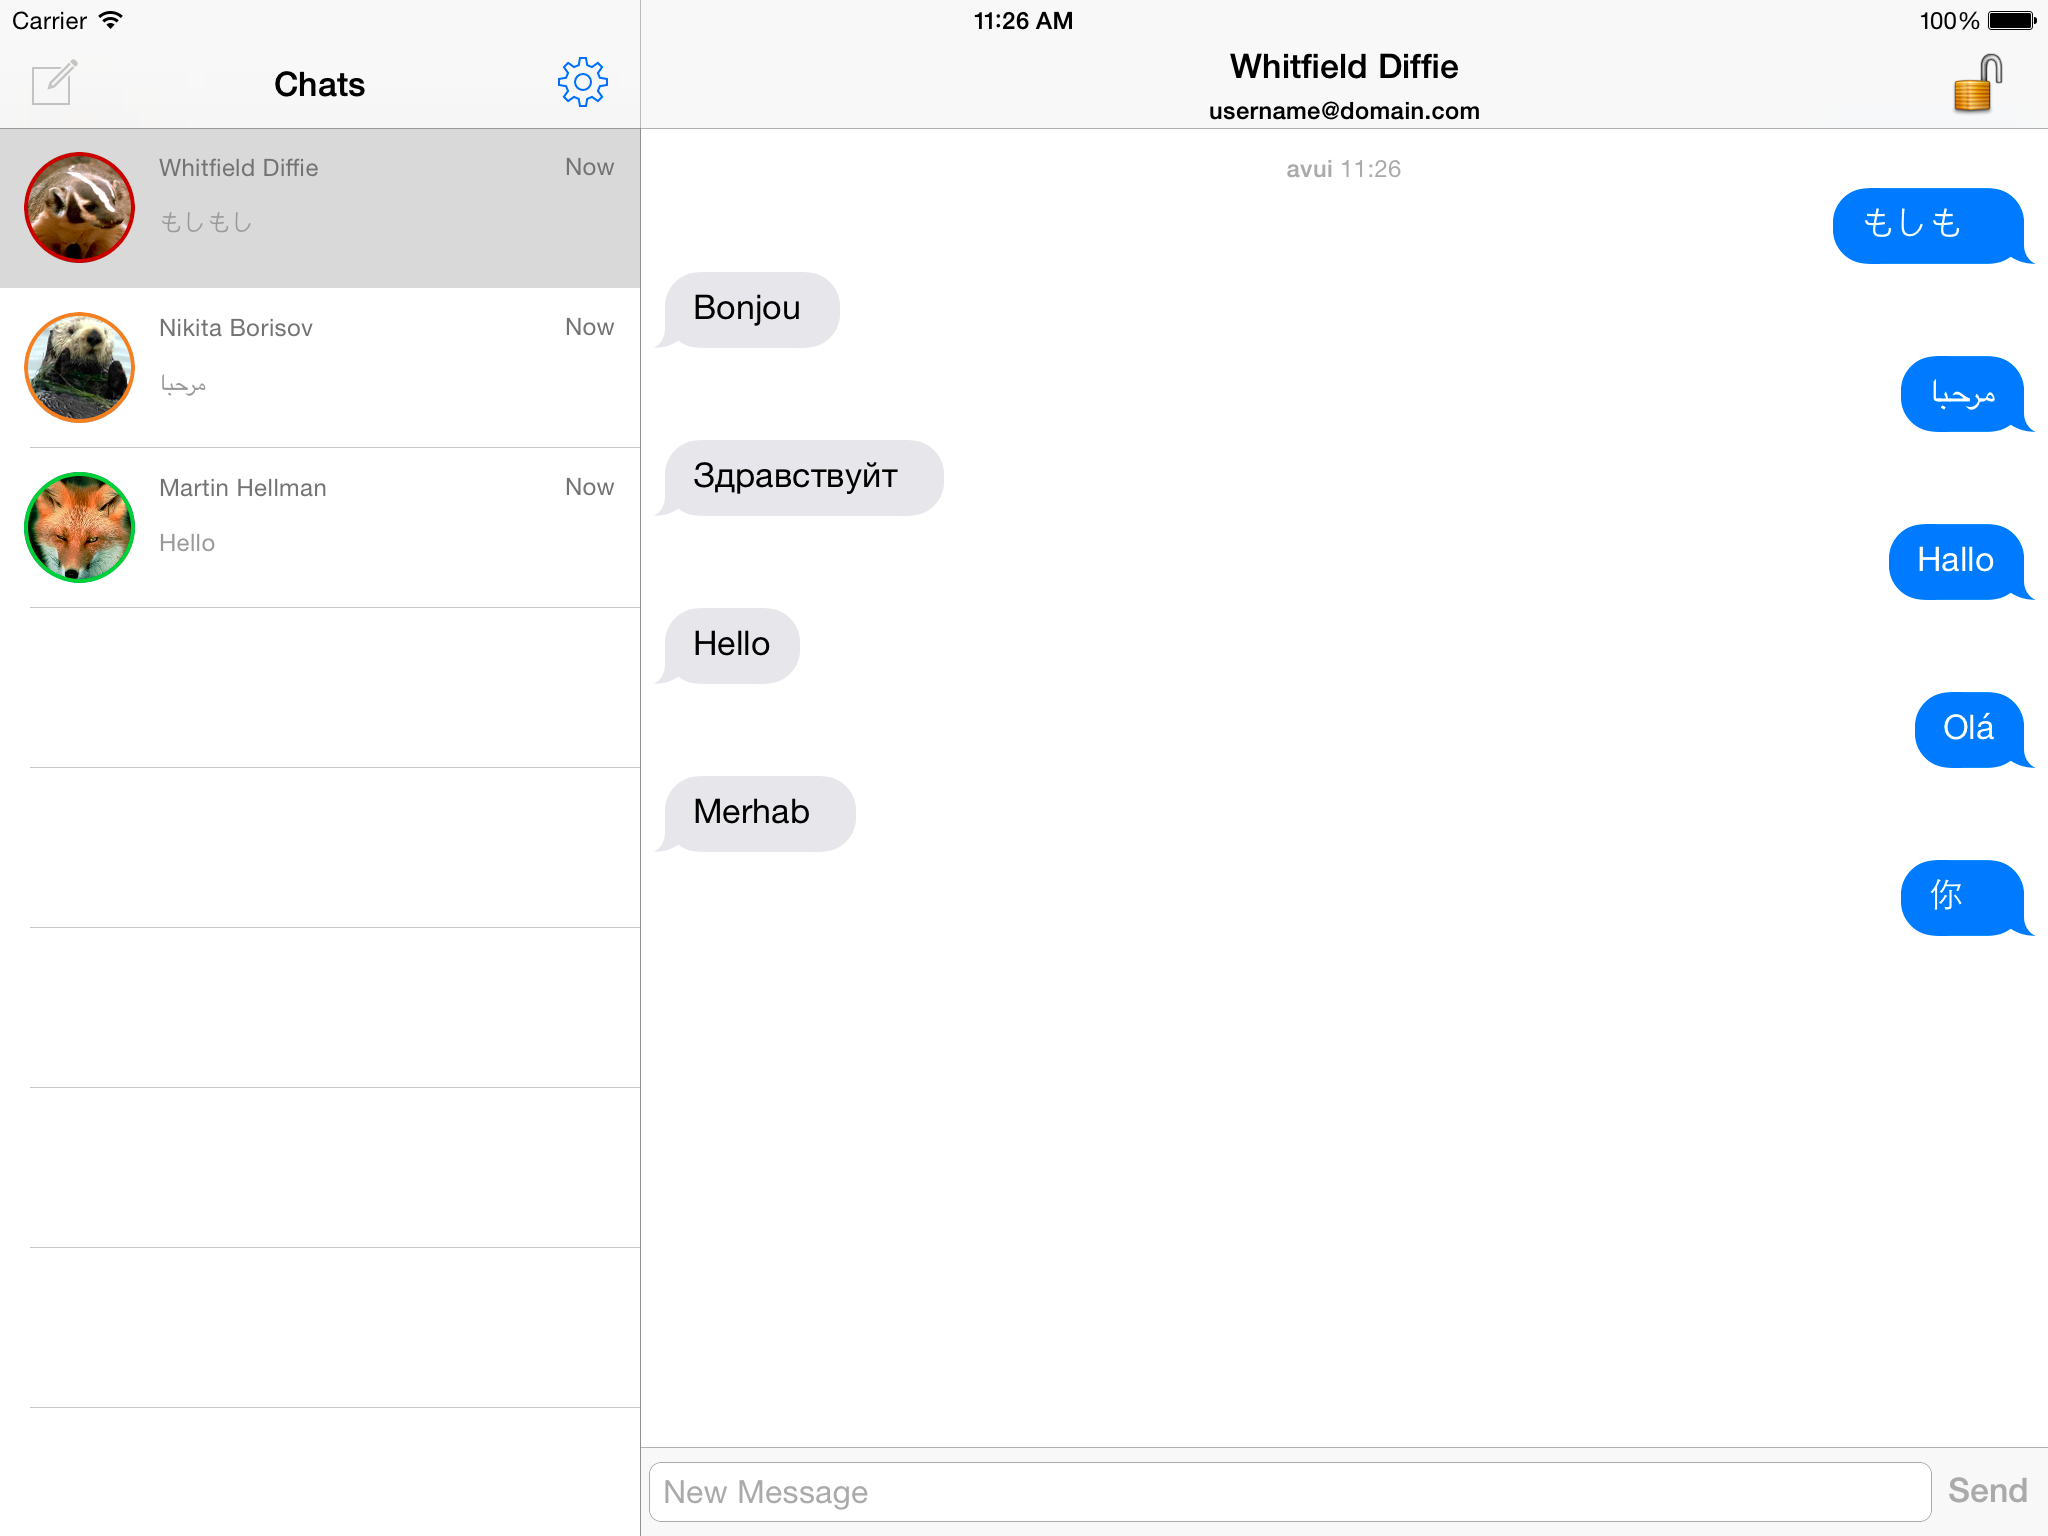 Carrier
11:26 AM
100%
Chats
Whitfield Diffie
username@domain.com
Whitfield Diffie
Now
もしもし
Nikita Borisov
Now
مرحبا
Martin Hellman
Now
Hello
avui 11:26
もしも
Bonjou
مرحبا
Здравствуйт
Hallo
Hello
Olá
Merhab
你
New Message
Send